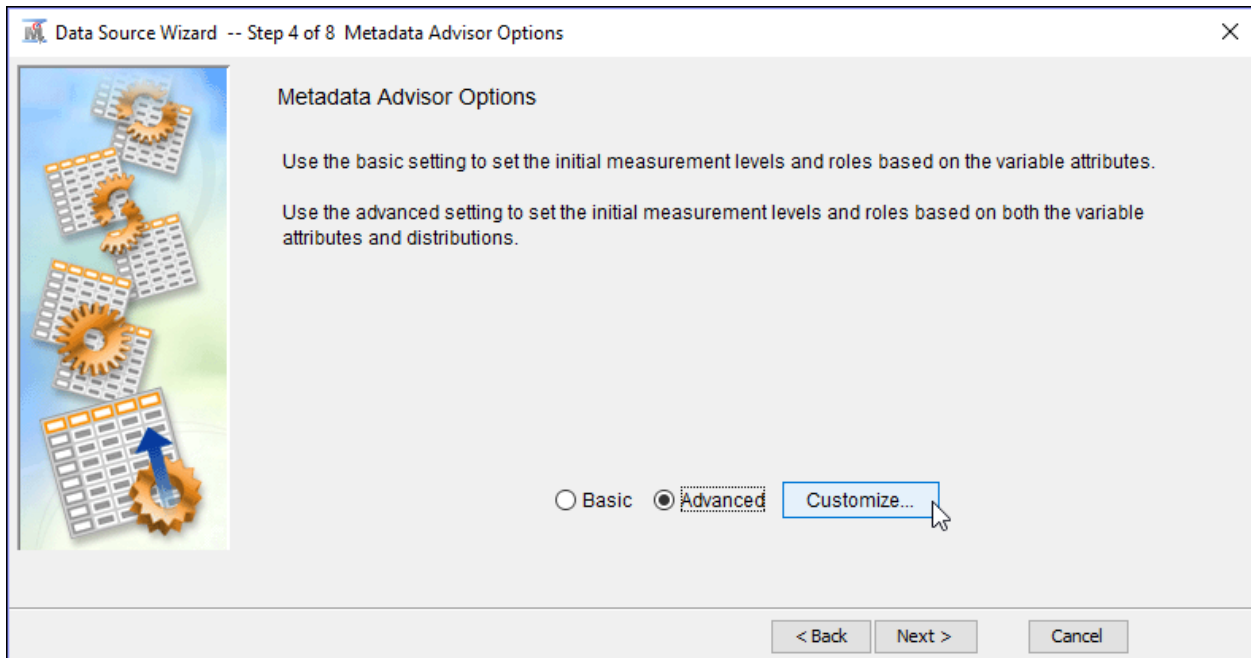 Data Source Wizard -- Step 4 of 8 Metadata Advisor Options
Metadata Advisor Options
Use the basic setting to set the initial measurement levels and roles based on the variable attributes.
Use the advanced setting to set the initial measurement levels and roles based on both the variable
attributes and distributions.
Basic Advanced Customize...
< Back Next > Cancel